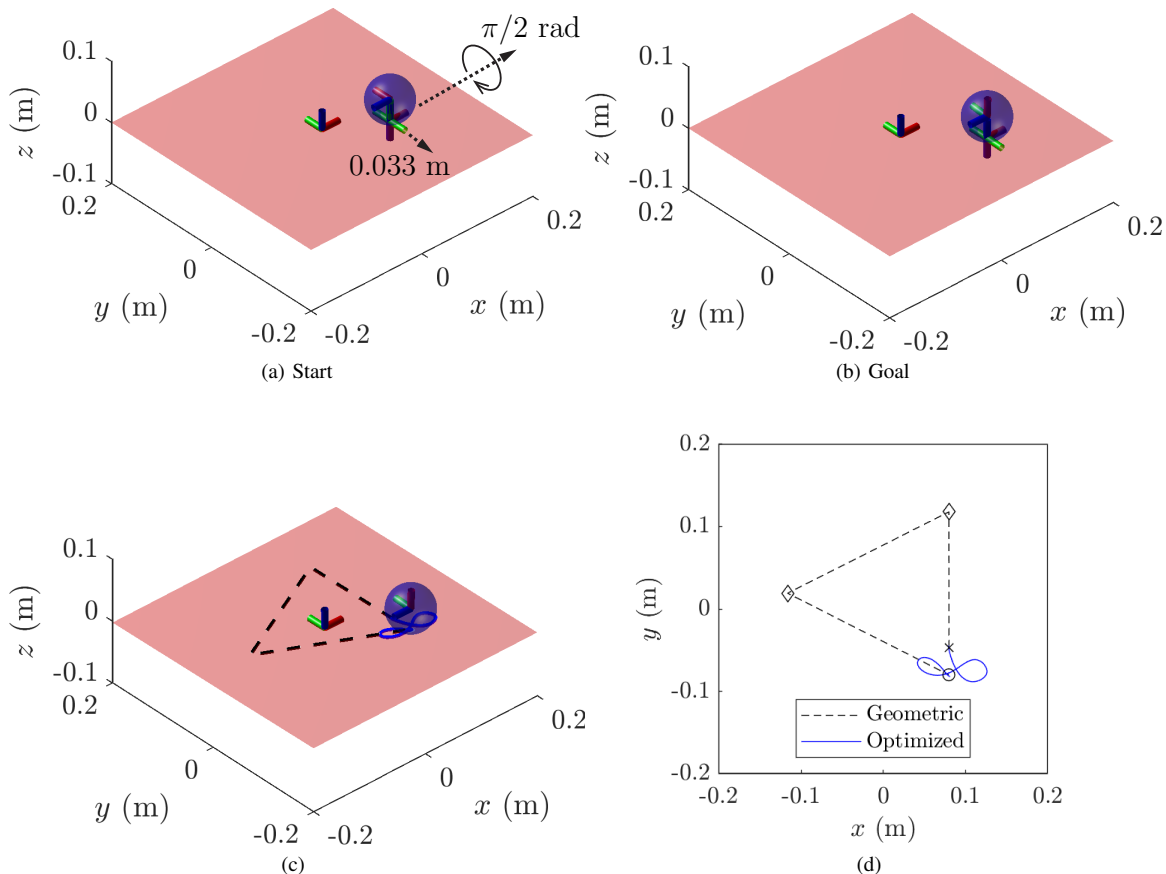 π/2 rad
0.1
0
-0.1
z (m)
0.033 m
0.2
0
-0.2
y (m)
0.2
0
-0.2
x (m)
(a) Start
0.1
0
-0.1
z (m)
0.2
0
-0.2
y (m)
0.2
0
-0.2
x (m)
(b) Goal
0.1
0
-0.1
z (m)
0.2
0
-0.2
y (m)
0.2
0
-0.2
x (m)
(c)
0.2
0.1
0
-0.1
-0.2
y (m)
Geometric
Optimized
-0.2
-0.1
0
0.1
0.2
x (m)
(d)